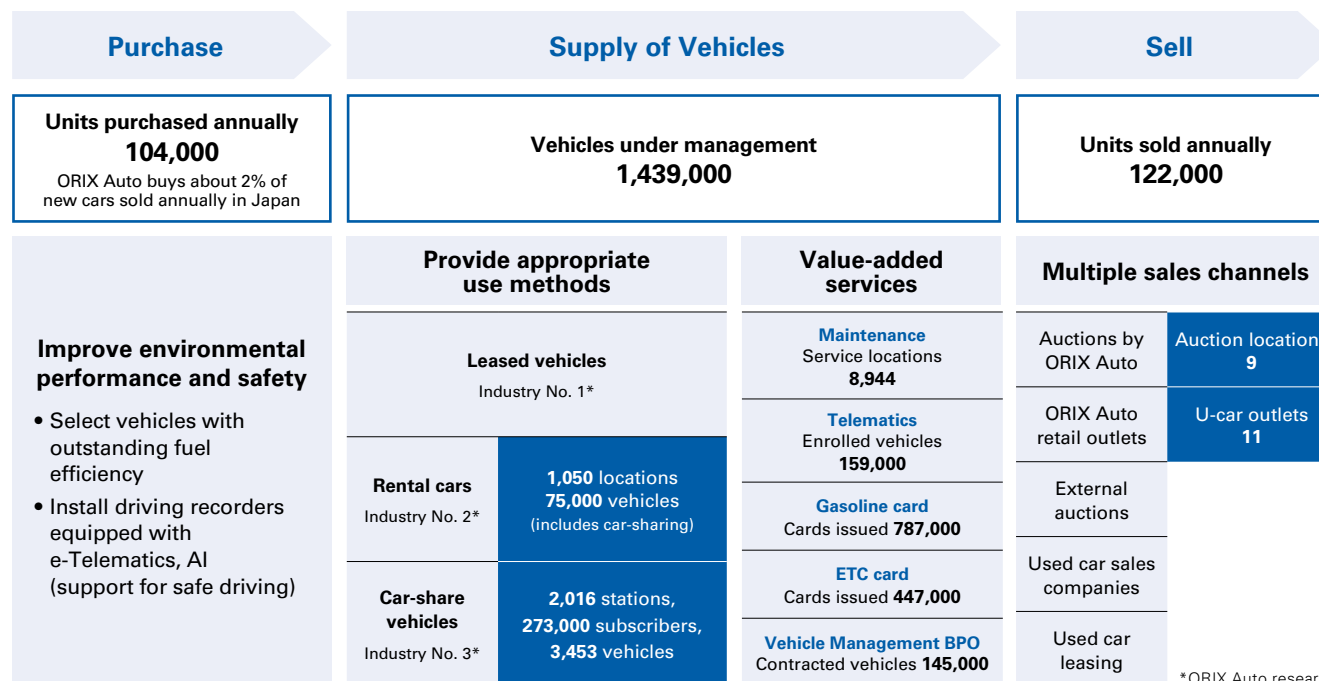 Purchase
Supply of Vehicles
Sell
Units purchased annually
104,000
ORIX Auto buys about 2% of
new cars sold annually in Japan
Vehicles under management
1,439,000
Units sold annually
122,000
Improve environmental
performance and safety
• Select vehicles with
outstanding fuel
efficiency
• Install driving recorders
equipped with
e-Telematics, AI
(support for safe driving)
Provide appropriate
use methods
Leased vehicles
Industry No. 1*
Rental cars
Industry No. 2*
1,050 locations
75,000 vehicles
(includes car-sharing)
Car-share
vehicles
Industry No. 3*
2,016 stations,
273,000 subscribers,
3,453 vehicles
Value-added
services
Maintenance
Service locations
8,944
Telematics
Enrolled vehicles
159,000
Gasoline card
Cards issued 787,000
ETC card
Cards issued 447,000
Vehicle Management BPO
Contracted vehicles 145,000
Multiple sales channels
Auctions by
ORIX Auto
Auction location
9
ORIX Auto
retail outlets
U-car outlets
11
External
auctions
Used car sales
companies
Used car
leasing
*ORIX Auto resear